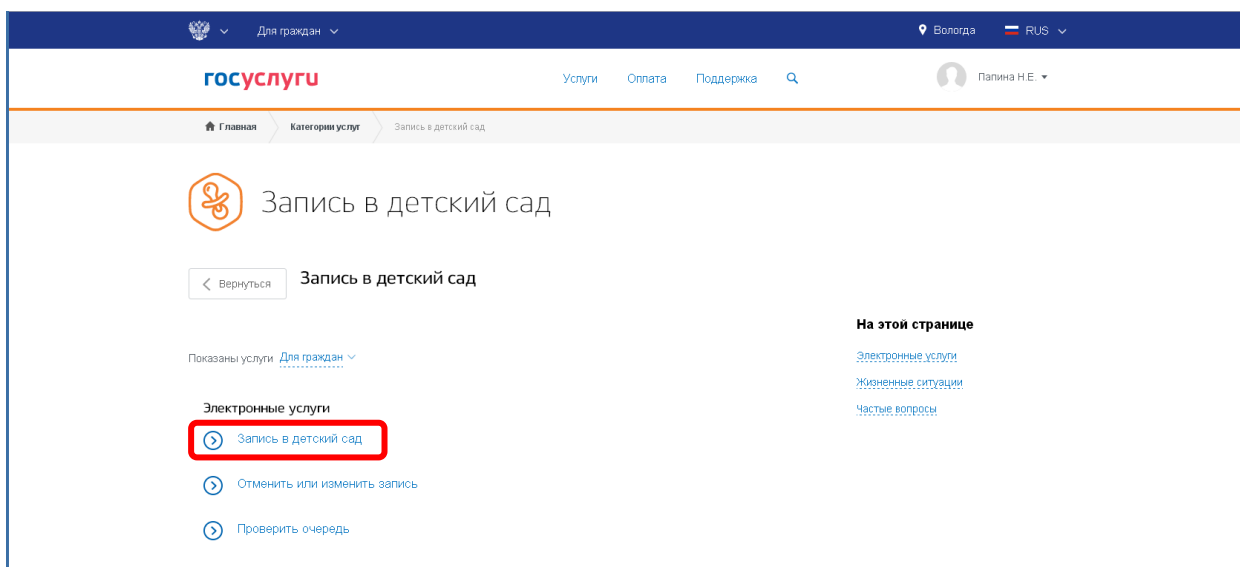 Для граждан
Вологда RUS
госуслуги Услуги Оплата Поддержка Папина Н.Е.
Главная Категории услуг Запись в детский сад
Запись в детский сад
Вернуться Запись в детский сад
На этой странице
Показаны услуги Для граждан
Электронные услуги
Жизненные ситуации
Частые вопросы
Электронные услуги
Запись в детский сад
Отменить или изменить запись
Проверить очередь